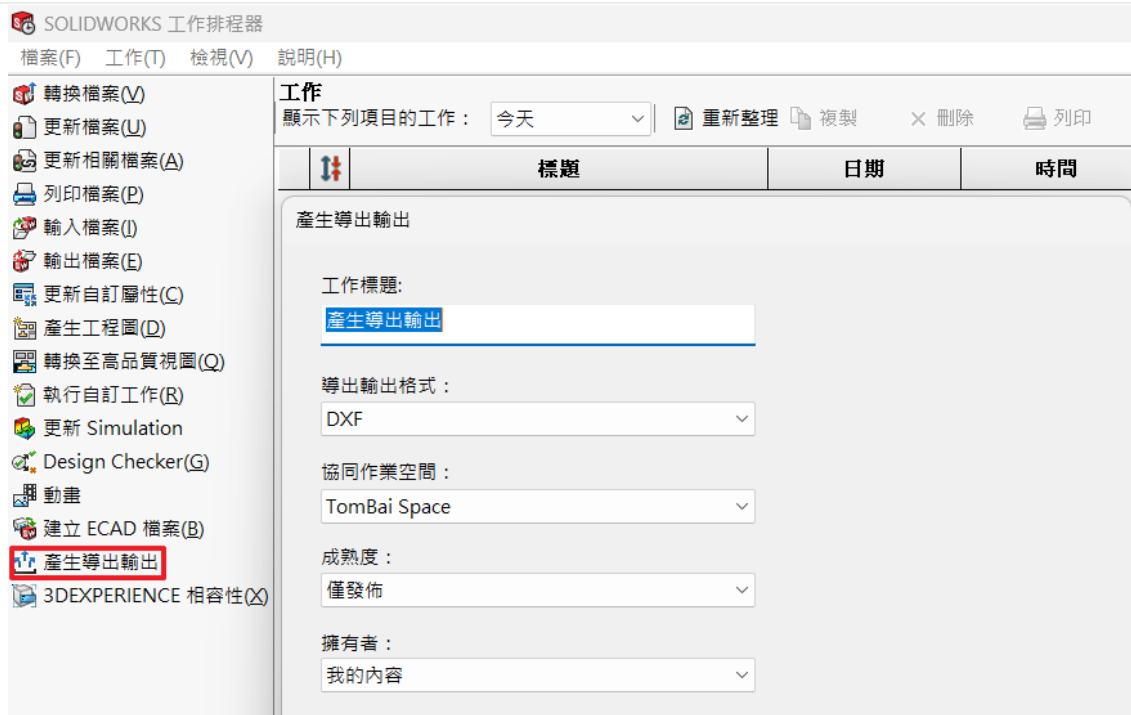 SOLIDWORKS 工作排程器
檔案(F) 工作(T) 檢視(V) 說明(H)
轉換檔案(V)
更新檔案(U)
更新相關檔案(A)
列印檔案(P)
輸入檔案(I)
輸出檔案(E)
更新自訂屬性(C)
產生工程圖(D)
轉換至高品質視圖(Q)
執行自訂工作(R)
更新 Simulation
Design Checker(G)
動畫
建立 ECAD 檔案(B)
產生導出輸出
3DEXPERIENCE 相容性(X)
工作
顯示下列項目的工作： 今天 重新整理 複製 刪除 列印
標題 日期 時間
產生導出輸出
工作標題:
產生導出輸出
導出輸出格式：
DXF
協同作業空間：
TomBai Space
成熟度：
僅發佈
擁有者：
我的內容